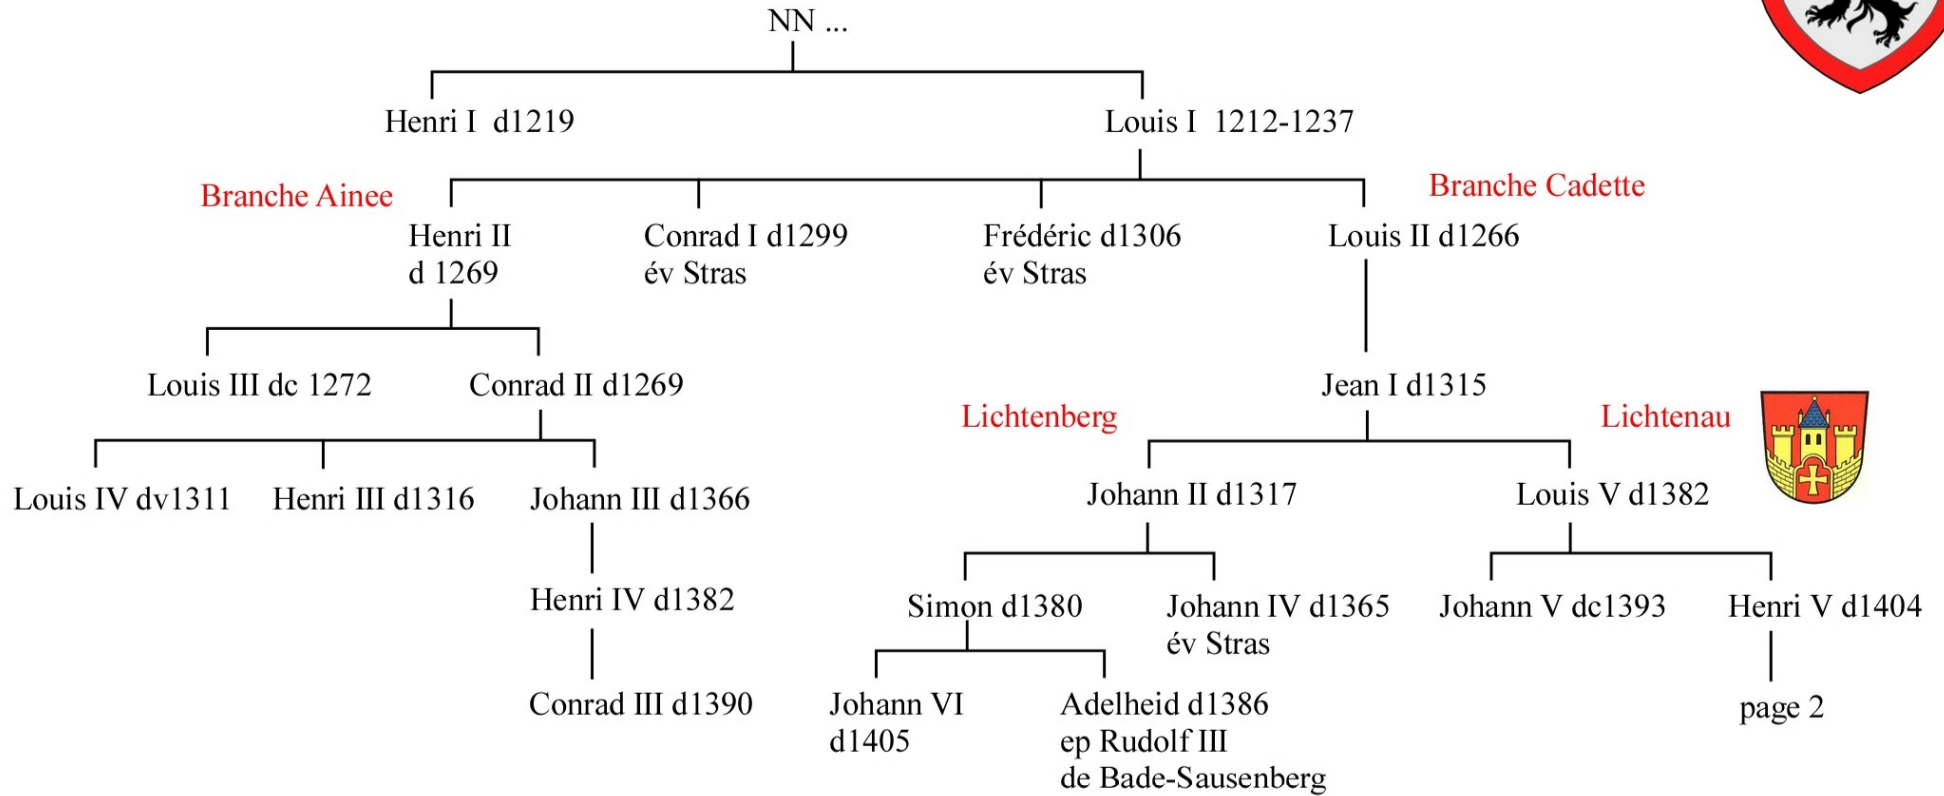 NN ...
Henri I  d1219
Louis I  1212-1237
Branche Ainee
Branche Cadette
Henri II
d 1269
Conrad I d1299
év Stras
Frédéric d1306
év Stras
Louis II d1266
Louis III dc 1272
Conrad II d1269
Jean I d1315
Lichtenberg
Lichtenau
Louis IV dv1311
Henri III d1316
Johann III d1366
Johann II d1317
Louis V d1382
Henri IV d1382
Simon d1380
Johann IV d1365
év Stras
Johann V dc1393
Henri V d1404
Conrad III d1390
Johann VI
d1405
Adelheid d1386
ep Rudolf III
de Bade-Sausenberg
page 2